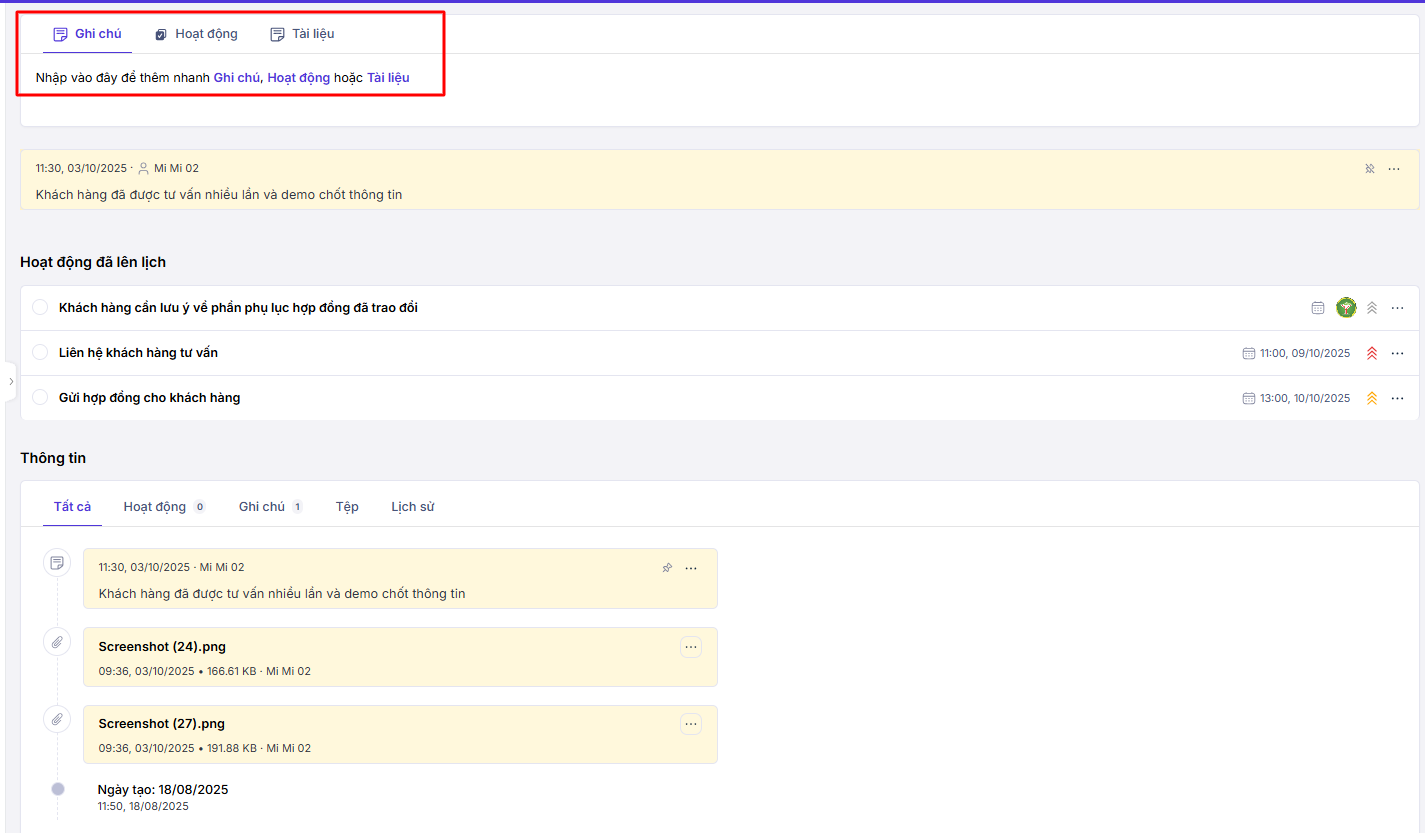 Ghi chú Hoạt động Tài liệu
Nhập vào đây để thêm nhanh Ghi chú, Hoạt động hoặc Tài liệu
11:30, 03/10/2025 · Mi Mi 02
Khách hàng đã được tư vấn nhiều lần và demo chốt thông tin
Hoạt động đã lên lịch
Khách hàng cần lưu ý về phần phụ lục hợp đồng đã trao đổi
Liên hệ khách hàng tư vấn 11:00, 09/10/2025
Gửi hợp đồng cho khách hàng 13:00, 10/10/2025
Thông tin
Tất cả Hoạt động 0 Ghi chú 1 Tệp Lịch sử
11:30, 03/10/2025 · Mi Mi 02
Khách hàng đã được tư vấn nhiều lần và demo chốt thông tin
Screenshot (24).png
09:36, 03/10/2025 • 166.61 KB · Mi Mi 02
Screenshot (27).png
09:36, 03/10/2025 • 191.88 KB · Mi Mi 02
Ngày tạo: 18/08/2025
11:50, 18/08/2025